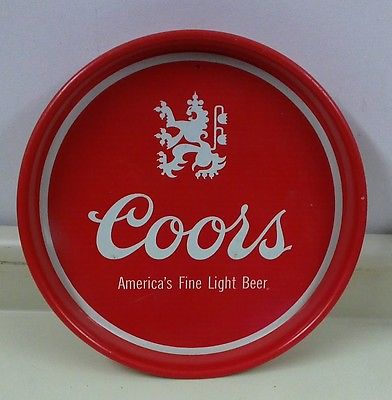 Coors
America's Fine Light Beer